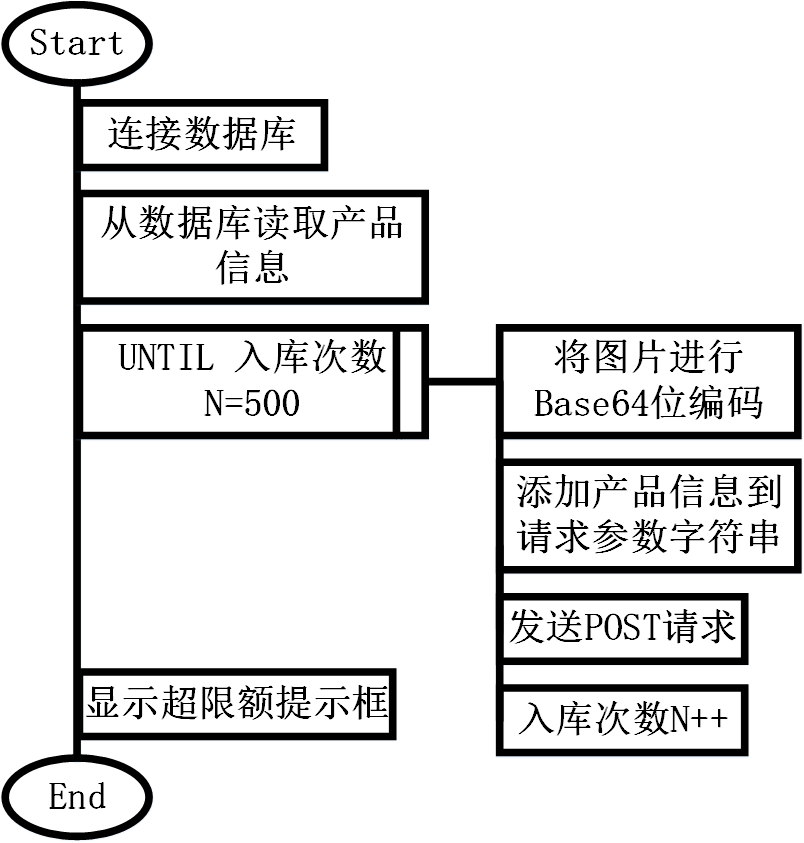 Start
连接数据库
从数据库读取产品
信息
UNTIL 入库次数
N=500
将图片进行
Base64位编码
添加产品信息到
请求参数字符串
发送POST请求
入库次数N++
显示超限额提示框
End